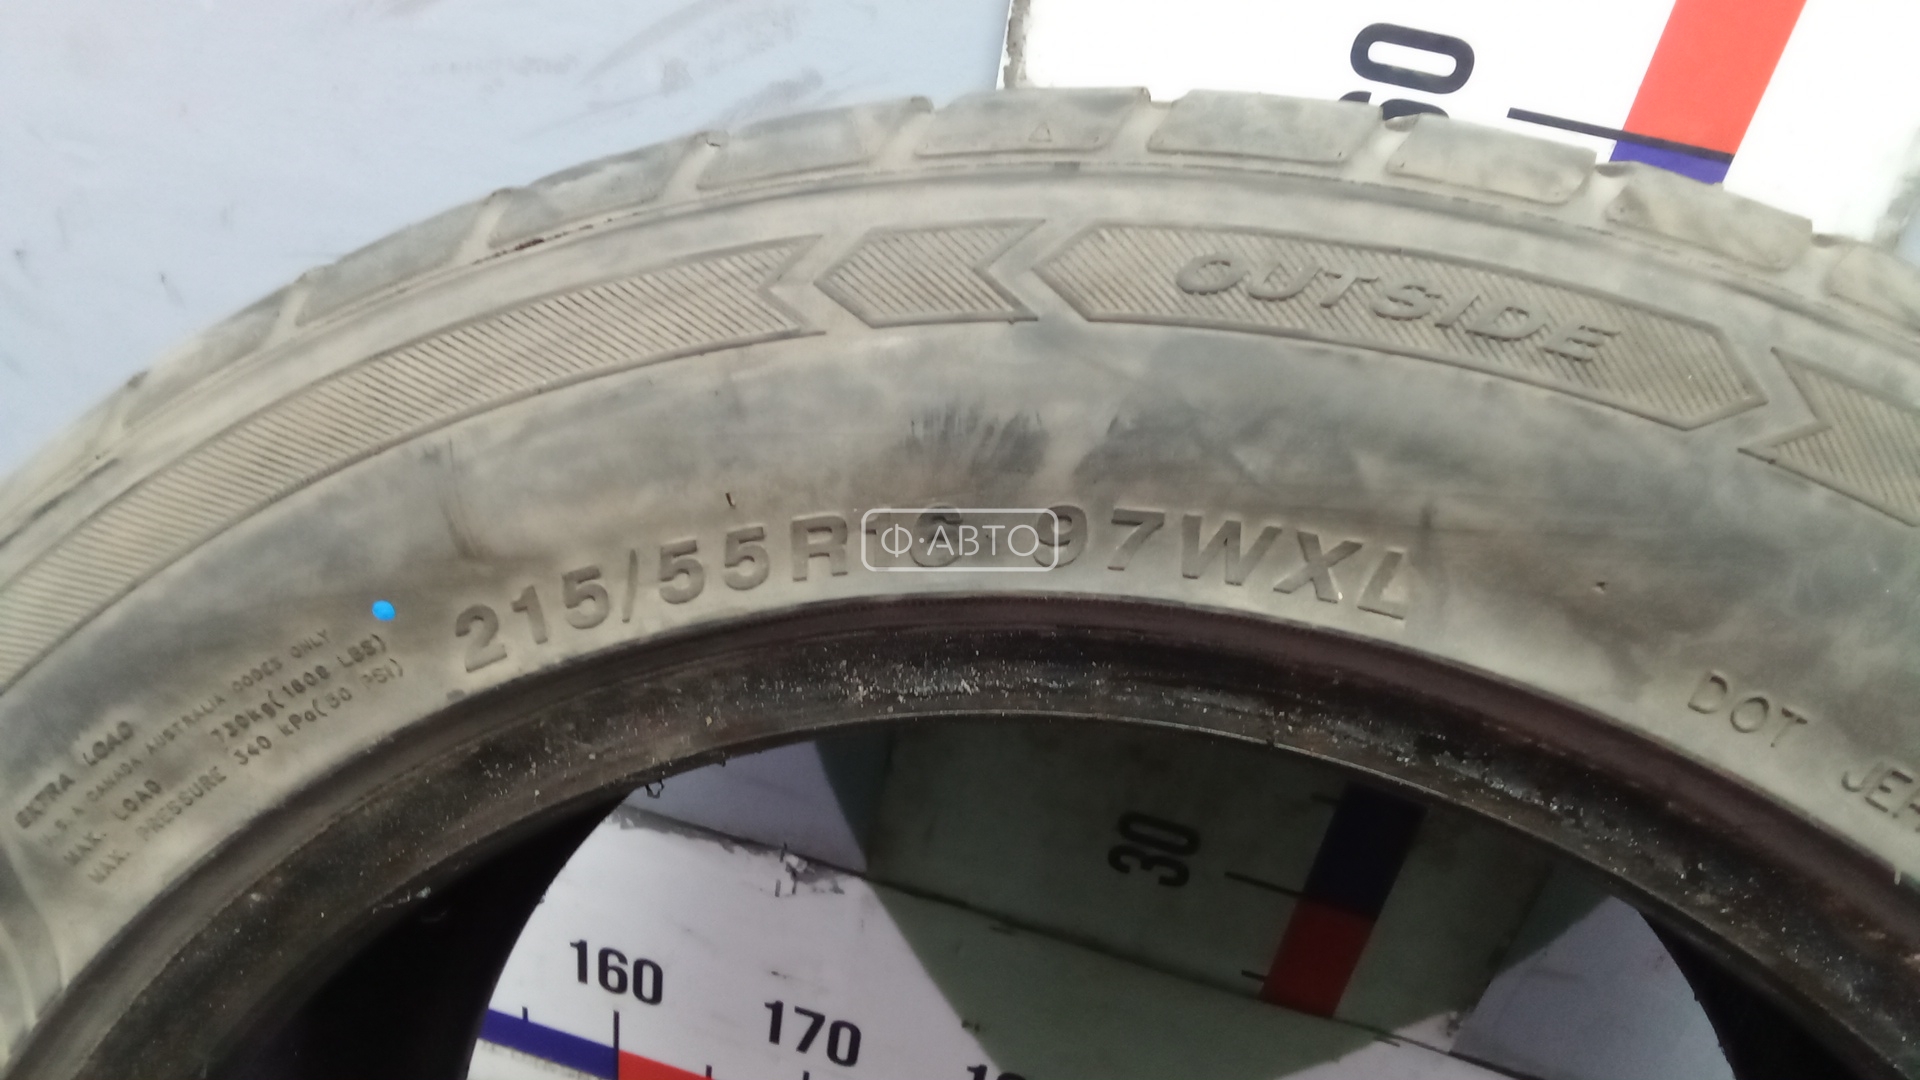 OUTSIDE
215/55R16 97WXL
Ф·АВТО
EXTRA LOAD
U.S.A CANADA AUSTRALIA CODES ONLY
MAX. LOAD 730kg(1609 LBS)
MAX. PRESSURE 340 kPa(50 PSI)
DOT
30
160
170